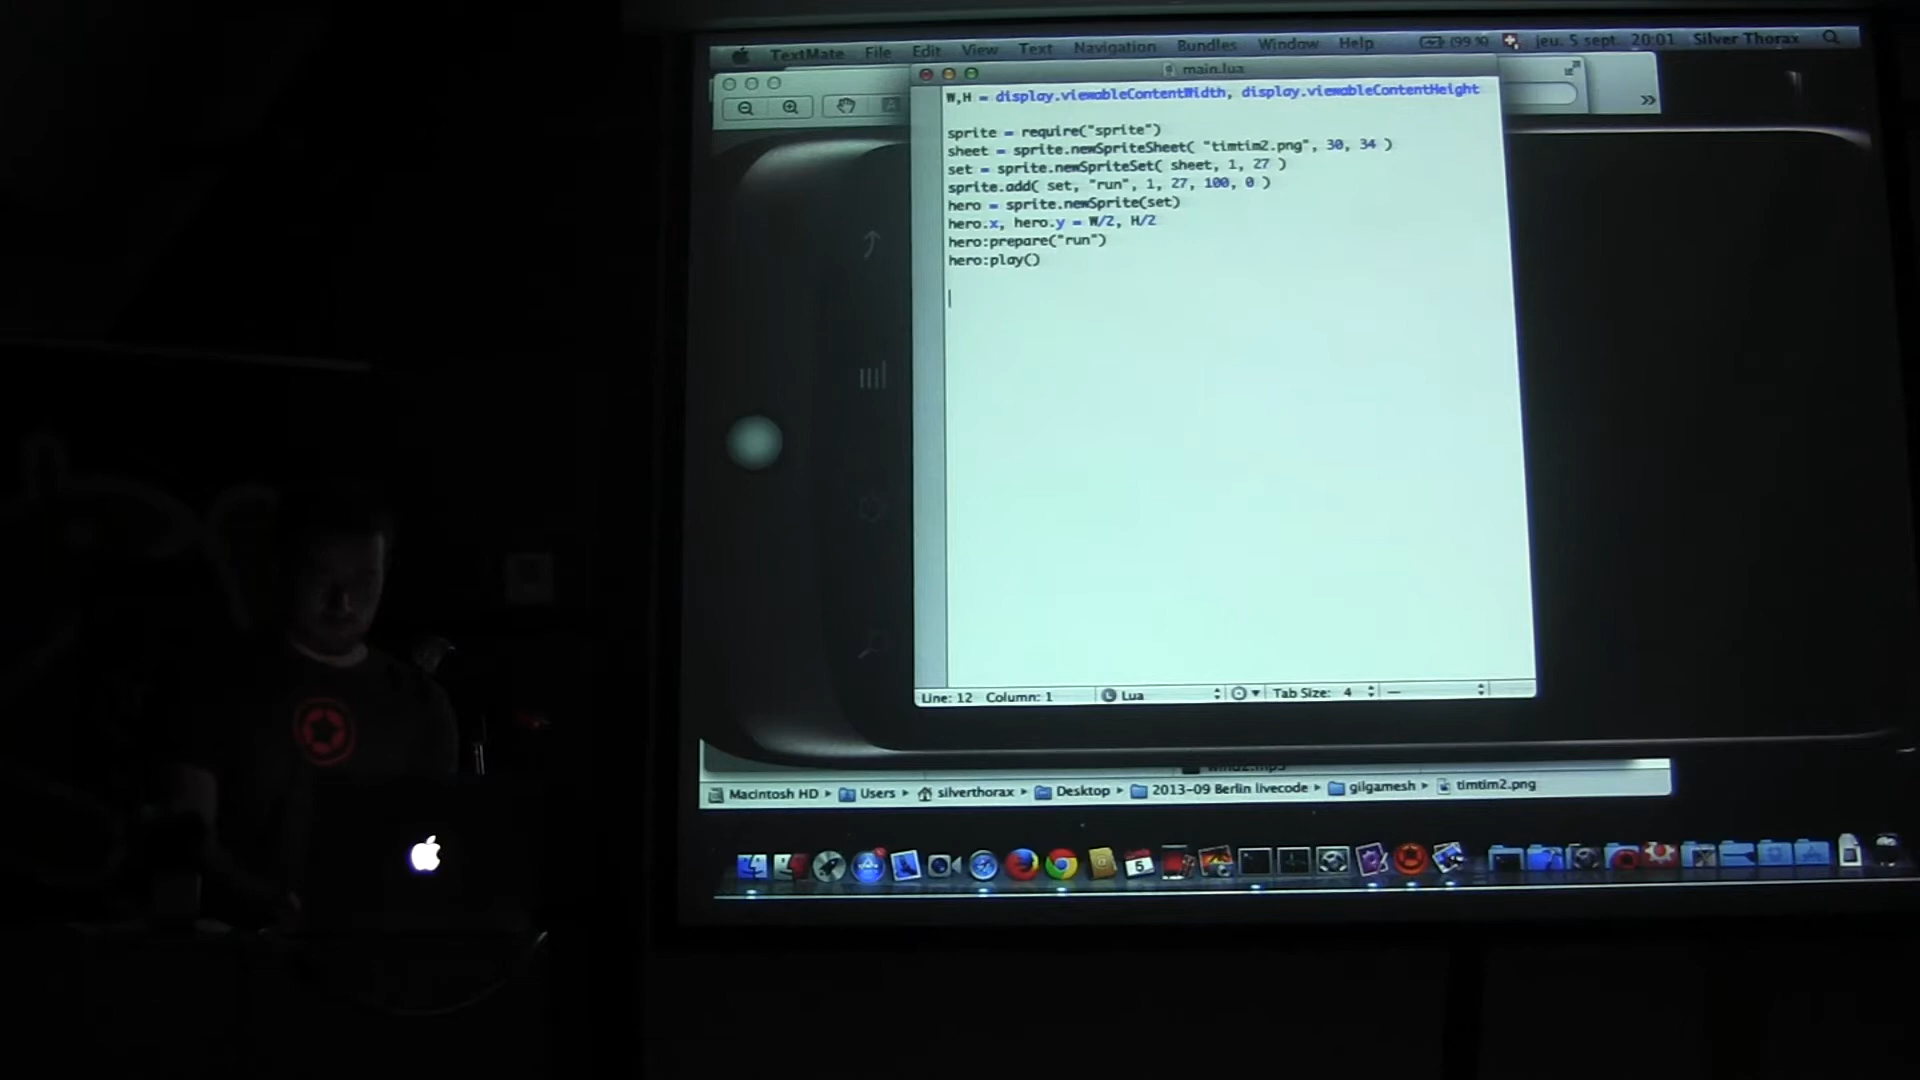 TextMate File Edit View Text Navigation Bundles Window Help (99 %) jeu. 5 sept. 20:01 Silver Thorax
main.lua
W,H = display.viewableContentWidth, display.viewableContentHeight
sprite = require("sprite")
sheet = sprite.newSpriteSheet( "timtim2.png", 30, 34 )
set = sprite.newSpriteSet( sheet, 1, 27 )
sprite.add( set, "run", 1, 27, 100, 0 )
hero = sprite.newSprite(set)
hero.x, hero.y = W/2, H/2
hero:prepare("run")
hero:play()
Line: 12 Column: 1 Lua Tab Size: 4 —
Macintosh HD ▸ Users ▸ silverthorax ▸ Desktop ▸ 2013-09 Berlin livecode ▸ gilgamesh ▸ timtim2.png
5